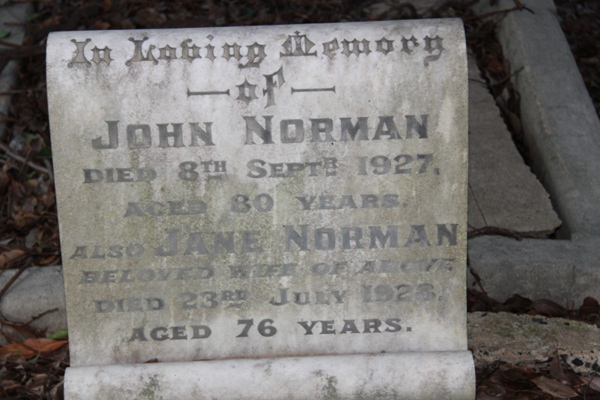 In Loving Memory
— of —
JOHN NORMAN
DIED 8TH SEPTR 1927,
AGED 80 YEARS.
ALSO JANE NORMAN
BELOVED WIFE OF ABOVE
DIED 23RD JULY 1928,
AGED 76 YEARS.